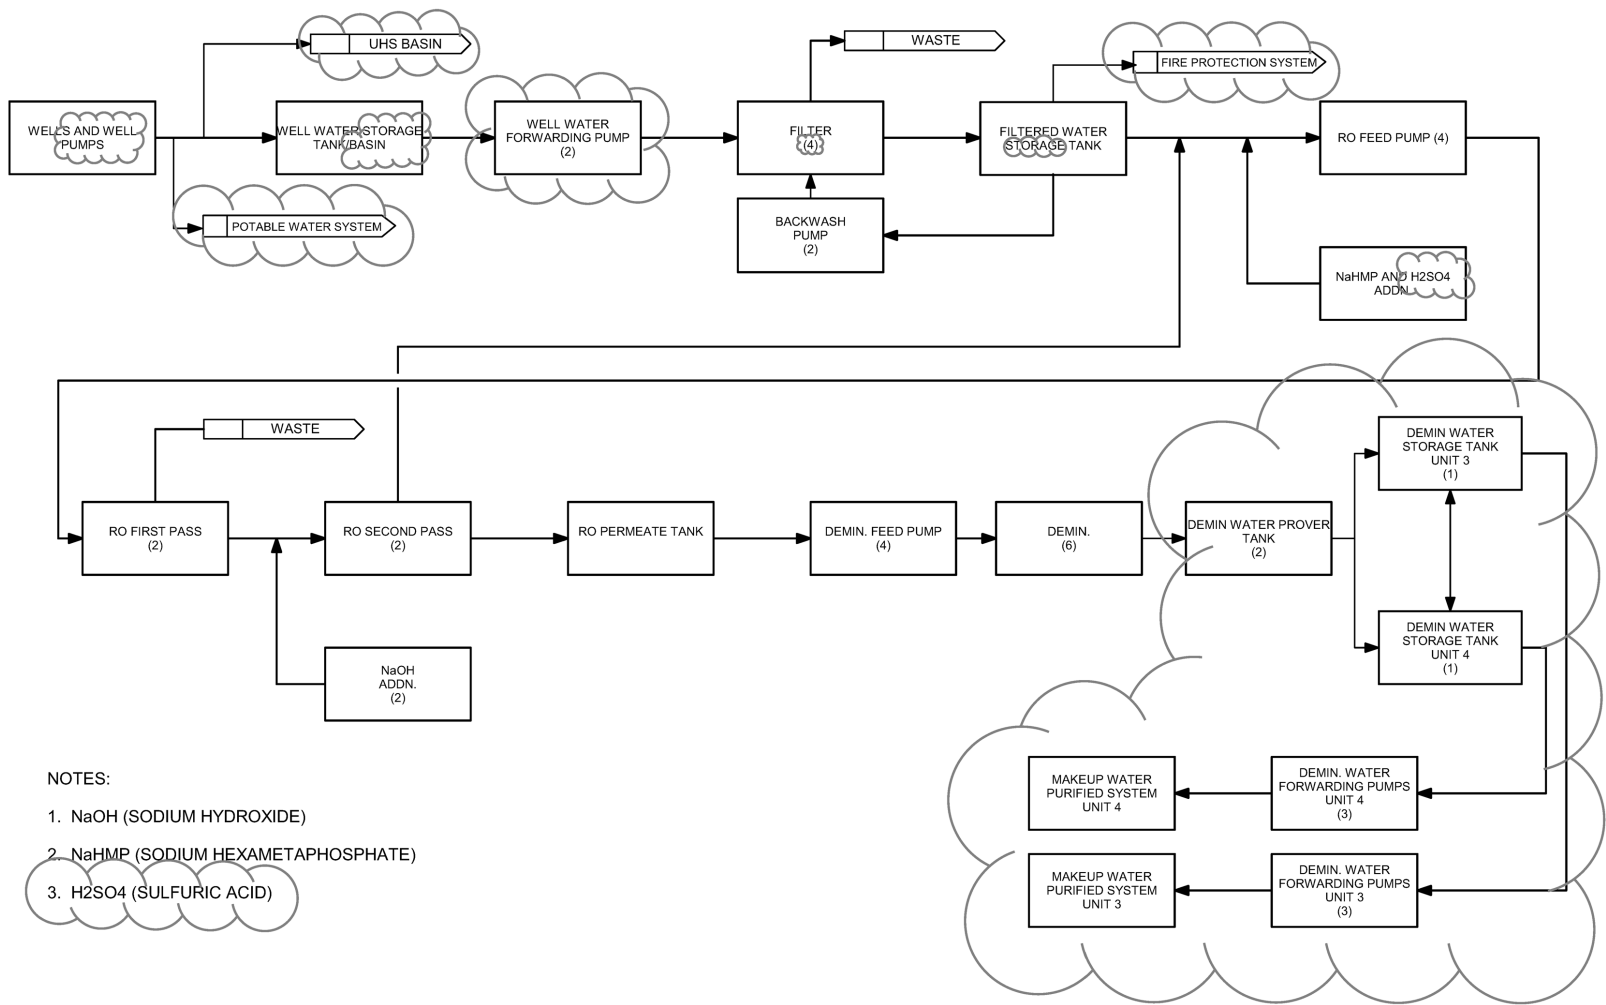 UHS BASIN
WASTE
FIRE PROTECTION SYSTEM
WELLS AND WELL
PUMPS
WELL WATER STORAGE
TANK/BASIN
WELL WATER
FORWARDING PUMP
(2)
FILTER
(4)
FILTERED WATER
STORAGE TANK
RO FEED PUMP (4)
POTABLE WATER SYSTEM
BACKWASH
PUMP
(2)
NaHMP AND H2SO4
ADDN.
WASTE
RO FIRST PASS
(2)
RO SECOND PASS
(2)
RO PERMEATE TANK
DEMIN. FEED PUMP
(4)
DEMIN.
(6)
DEMIN WATER PROVER
TANK
(2)
DEMIN WATER
STORAGE TANK
UNIT 3
(1)
DEMIN WATER
STORAGE TANK
UNIT 4
(1)
NaOH
ADDN.
(2)
MAKEUP WATER
PURIFIED SYSTEM
UNIT 4
DEMIN. WATER
FORWARDING PUMPS
UNIT 4
(3)
MAKEUP WATER
PURIFIED SYSTEM
UNIT 3
DEMIN. WATER
FORWARDING PUMPS
UNIT 3
(3)
NOTES:
1. NaOH (SODIUM HYDROXIDE)
2. NaHMP (SODIUM HEXAMETAPHOSPHATE)
3. H2SO4 (SULFURIC ACID)